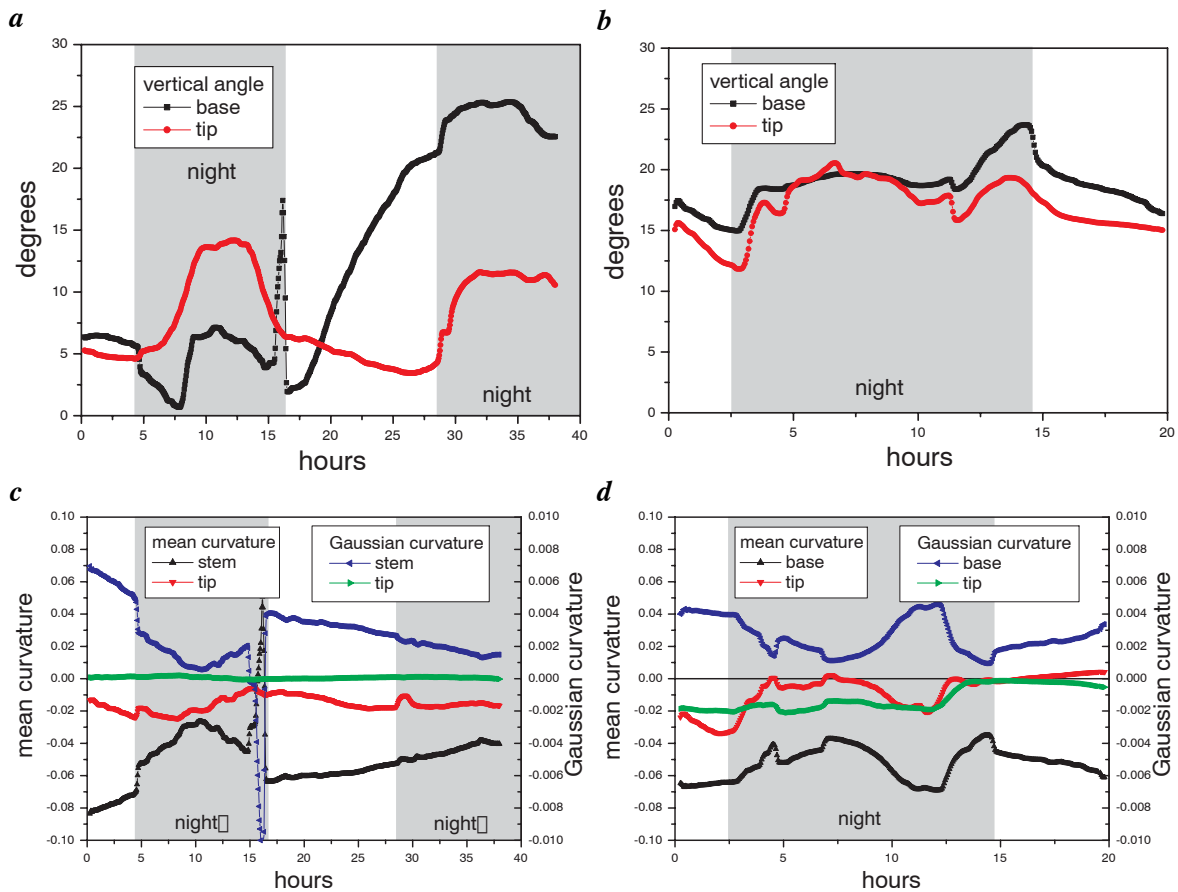 a
30
25
20
15
10
5
0
degrees
vertical angle
base
tip
night
night
0 5 10 15 20 25 30 35 40
hours
b
30
25
20
15
10
5
0
degrees
vertical angle
base
tip
night
0 5 10 15 20
hours
c
0.10
0.08
0.06
0.04
0.02
0.00
-0.02
-0.04
-0.06
-0.08
-0.10
mean curvature
mean curvature
stem
tip
Gaussian curvature
stem
tip
night
night
0.010
0.008
0.006
0.004
0.002
0.000
-0.002
-0.004
-0.006
-0.008
-0.010
Gaussian curvature
0 5 10 15 20 25 30 35 40
hours
d
0.10
0.08
0.06
0.04
0.02
0.00
-0.02
-0.04
-0.06
-0.08
-0.10
mean curvature
mean curvature
base
tip
Gaussian curvature
base
tip
night
0.010
0.008
0.006
0.004
0.002
0.000
-0.002
-0.004
-0.006
-0.008
-0.010
Gaussian curvature
0 5 10 15 20
hours